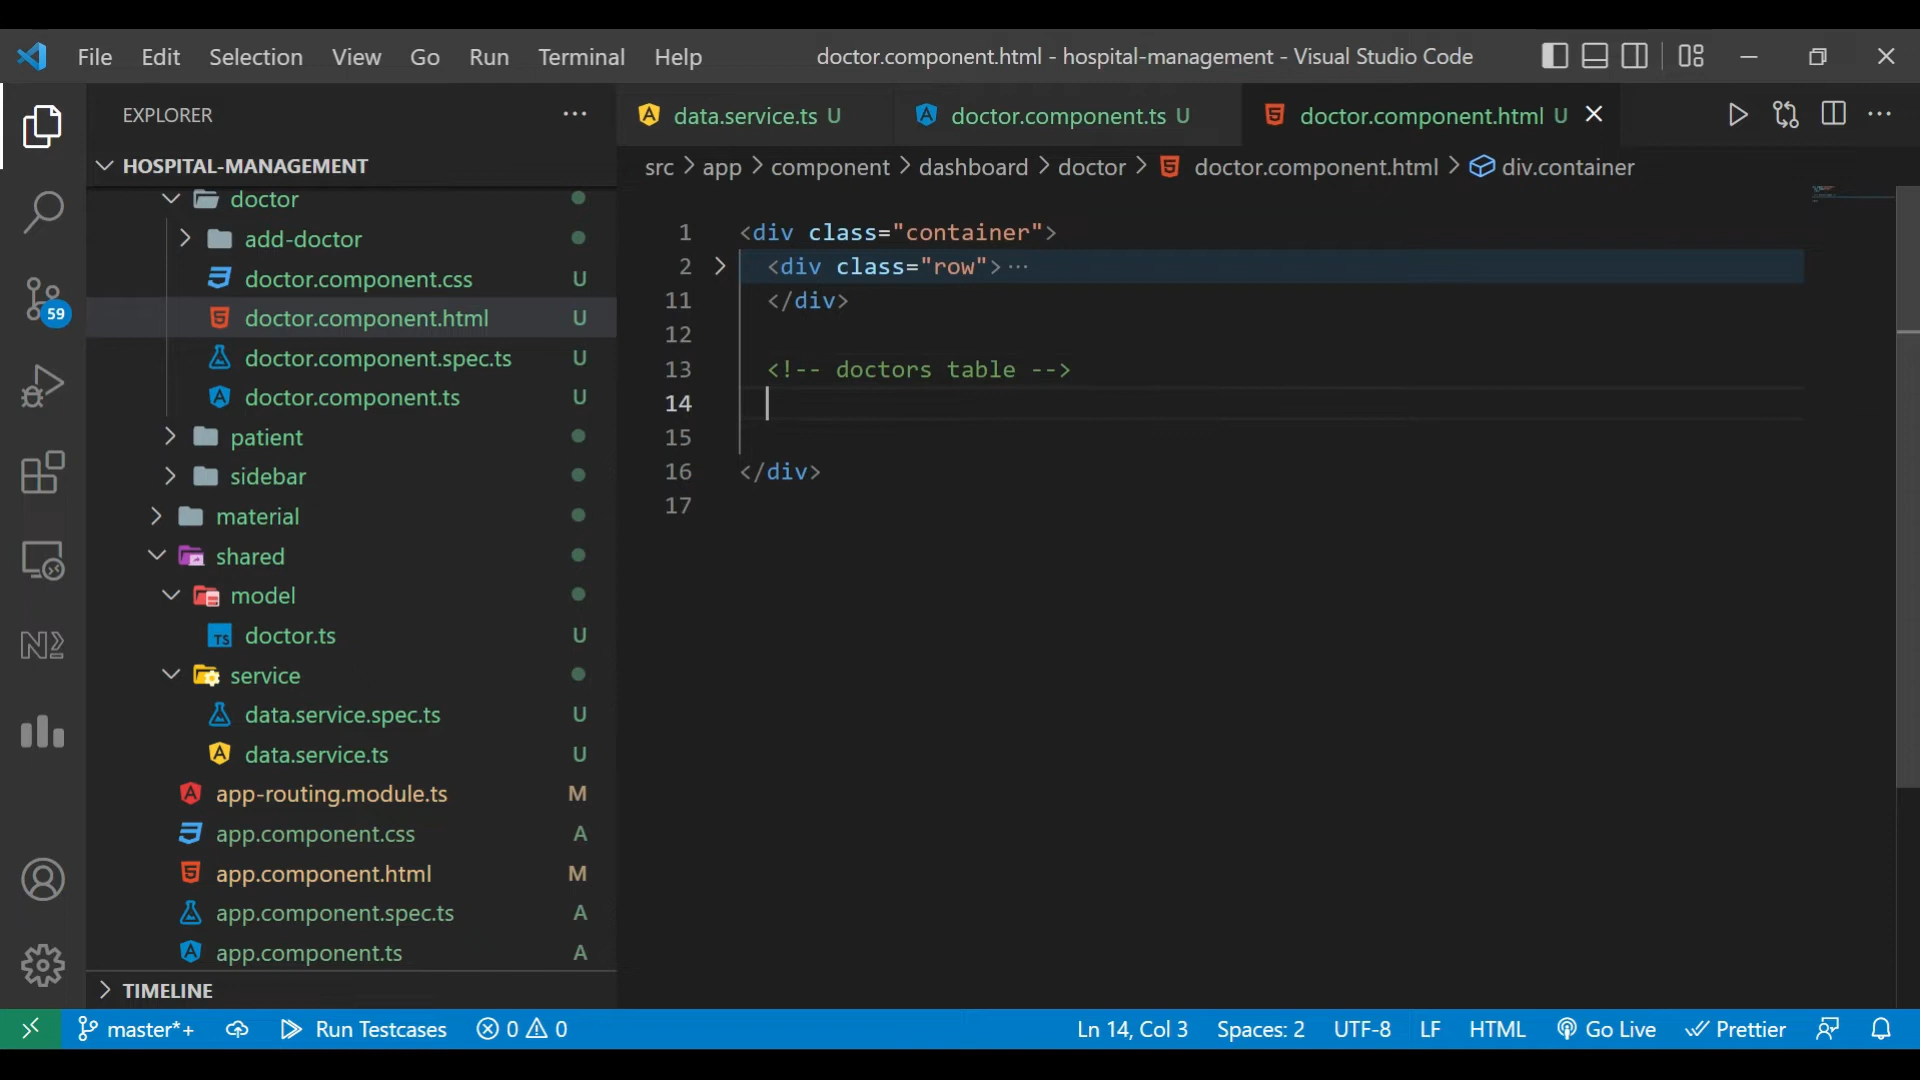 File Edit Selection View Go Run Terminal Help doctor.component.html - hospital-management - Visual Studio Code
EXPLORER ···
data.service.ts U doctor.component.ts U doctor.component.html U
HOSPITAL-MANAGEMENT
src > app > component > dashboard > doctor > doctor.component.html > div.container
doctor
add-doctor
doctor.component.css U
doctor.component.html U
doctor.component.spec.ts U
doctor.component.ts U
patient
sidebar
material
shared
model
doctor.ts U
service
data.service.spec.ts U
data.service.ts U
app-routing.module.ts M
app.component.css A
app.component.html M
app.component.spec.ts A
app.component.ts A
TIMELINE
59
1 <div class="container">
2 <div class="row">···
11 </div>
12
13 <!-- doctors table -->
14
15
16 </div>
17
master*+ Run Testcases 0 0 Ln 14, Col 3 Spaces: 2 UTF-8 LF HTML Go Live Prettier